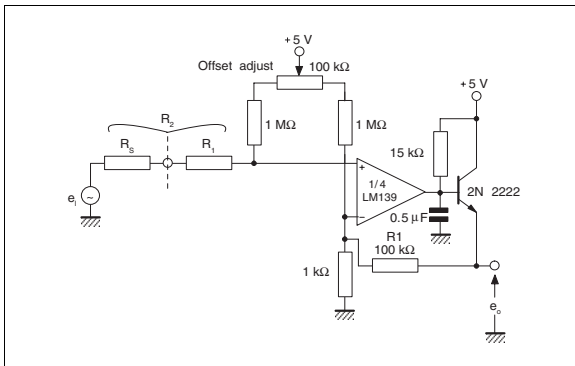 + 5 V
Offset adjust
100 kΩ
+ 5 V
R2
1 MΩ
1 MΩ
15 kΩ
RS
R1
+
1/ 4
LM139
2N 2222
ei
~
–
0.5 µF
R1
100 kΩ
1 kΩ
eo